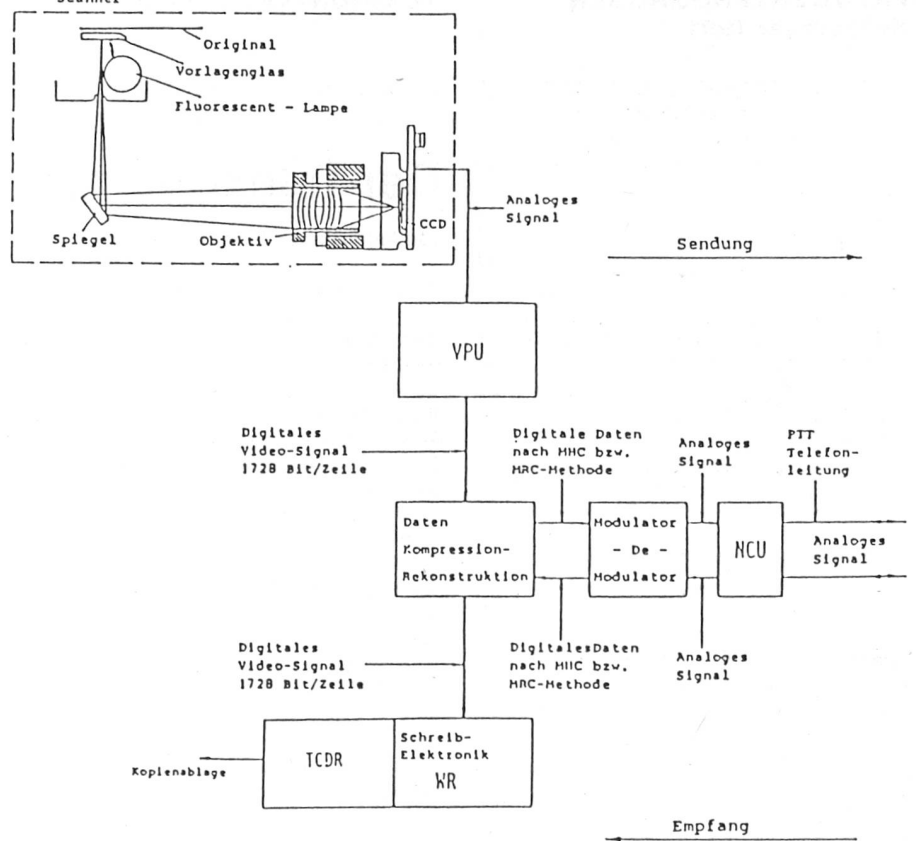 Scanner
Original
Vorlagenglas
Fluorescent - Lampe
Spiegel
Objektiv
CCD
Analoges
Signal
Sendung
VPU
Digitales
Video-Signal
1728 Bit/Zeile
Digitale Daten
nach MHC bzw.
MRC-Methode
Analoges
Signal
PTT
Telefon-
leitung
Daten
Kompression-
Rekonstruktion
Modulator
- De -
Modulator
NCU
Analoges
Signal
Digitales
Video-Signal
1728 Bit/Zeile
DigitalesDaten
nach MHC bzw.
MRC-Methode
Analoges
Signal
Kopienablage
TCDR
Schreib-
Elektronik
WR
Empfang